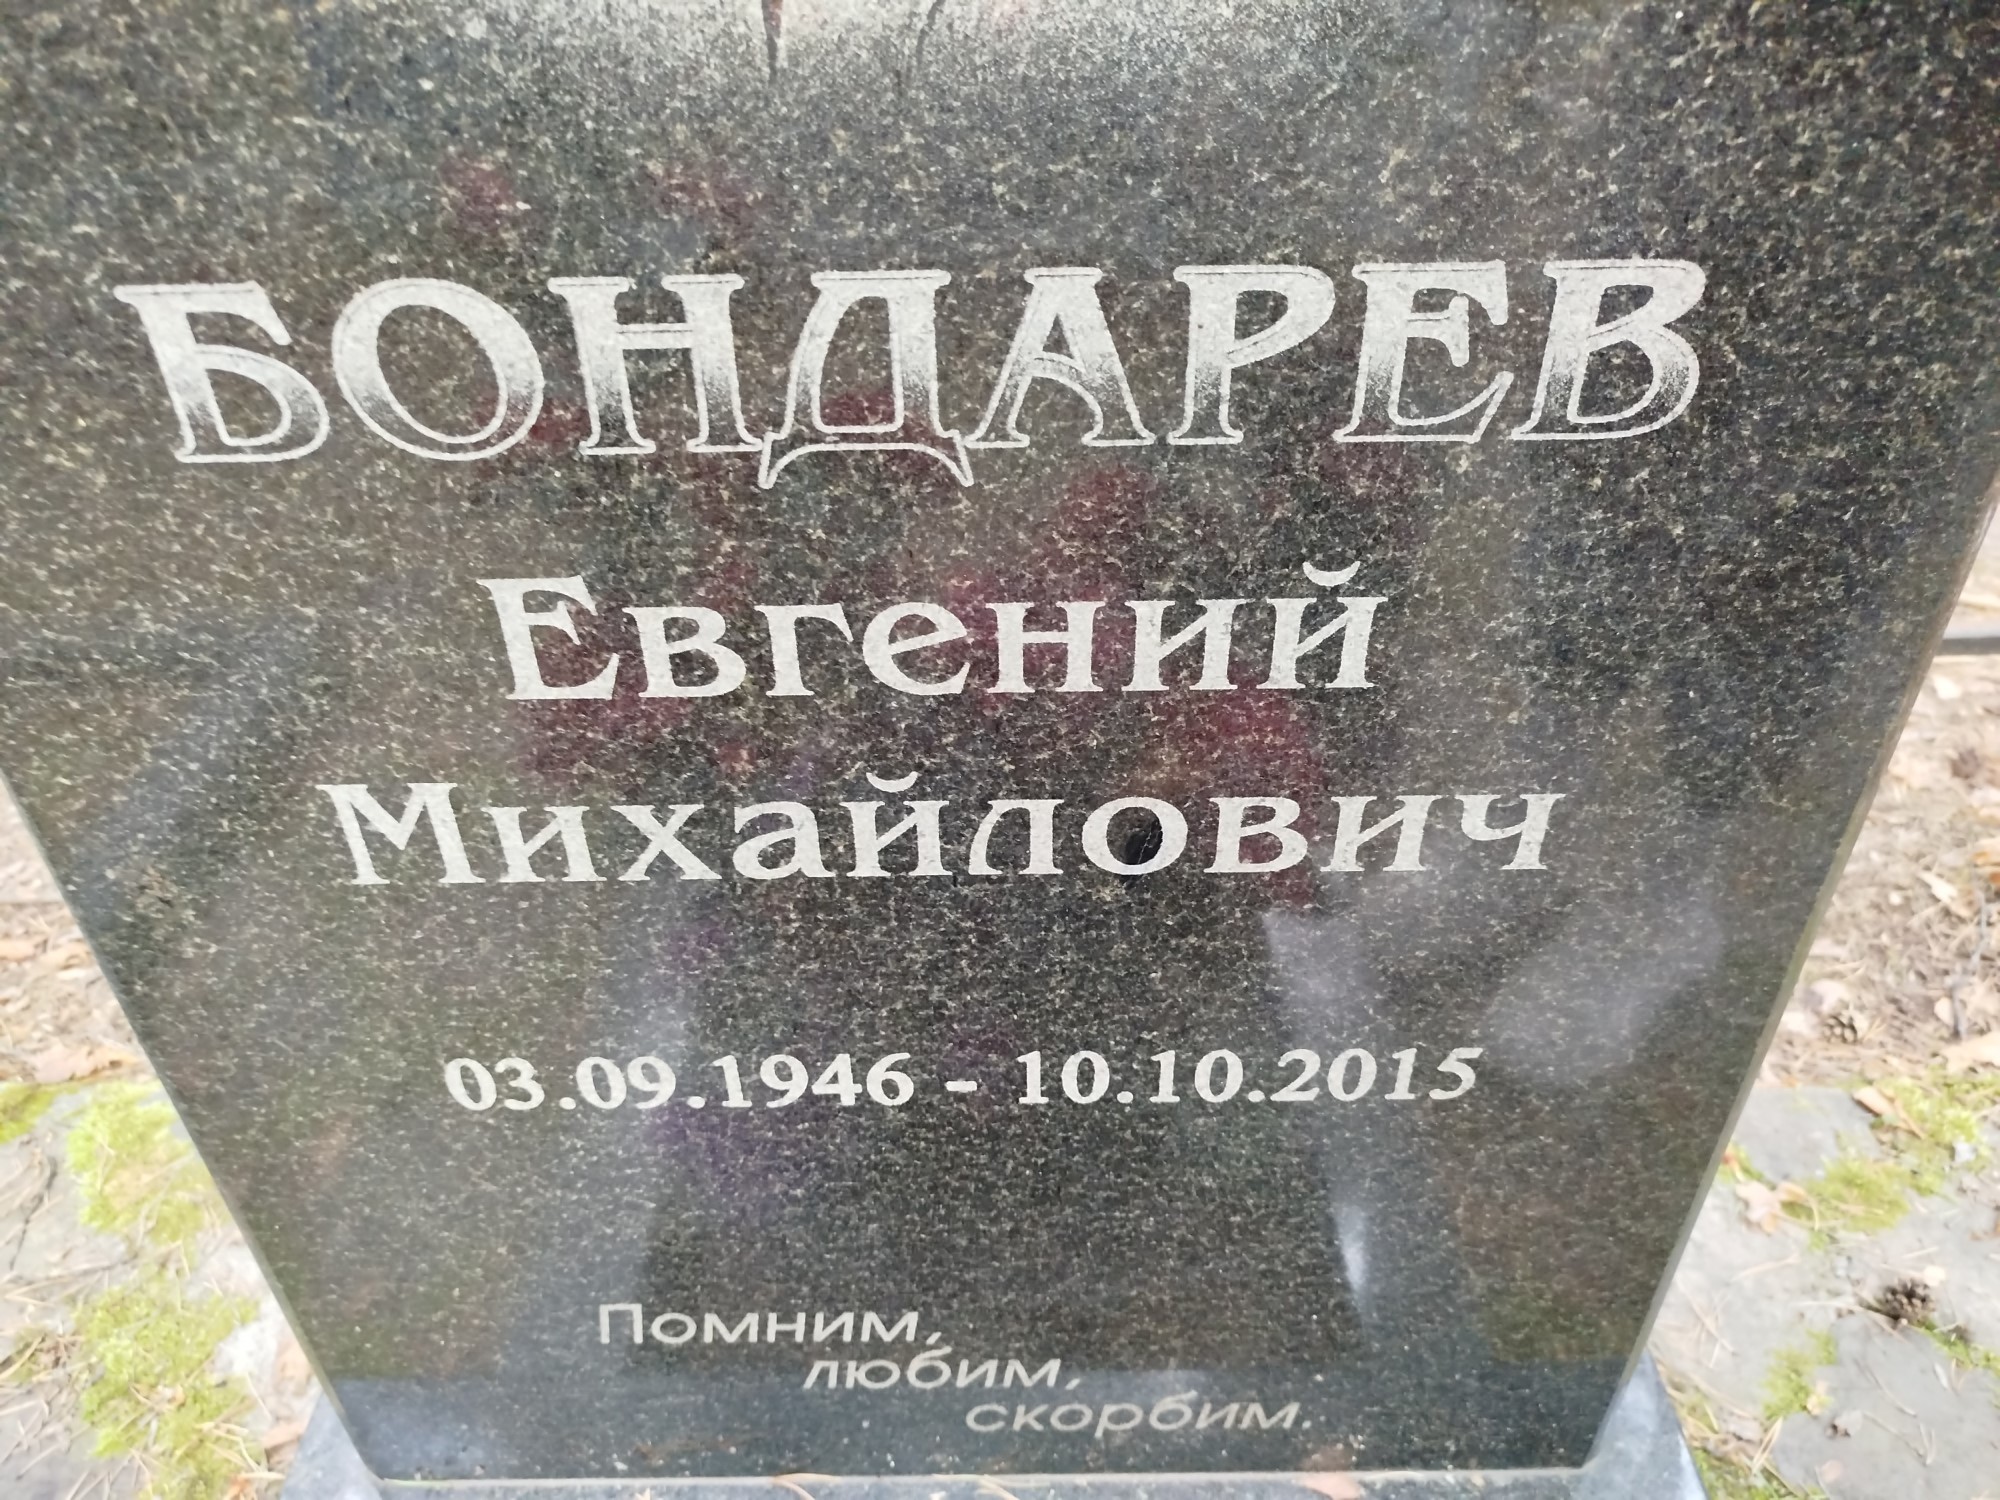 БОНДАРЕВ
Евгений
Михайлович
03.09.1946 - 10.10.2015
Помним,
любим,
скорбим.